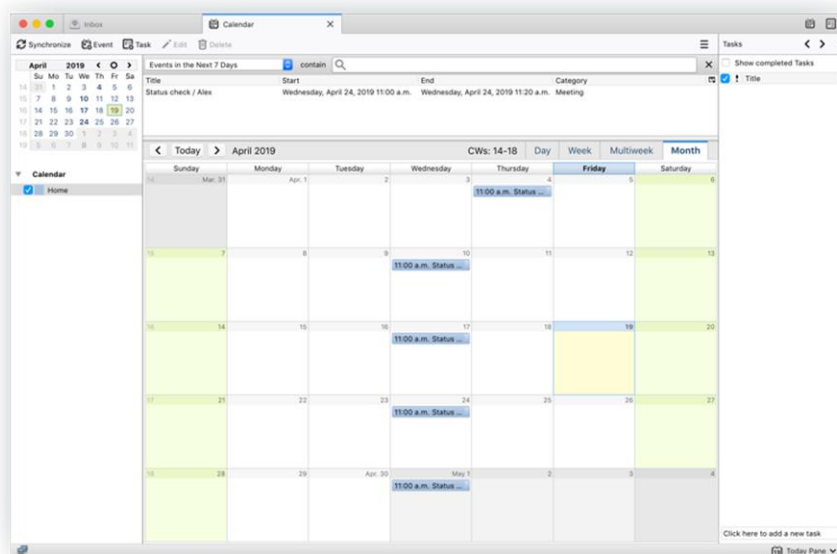 Inbox
Calendar
Synchronize Event Task Edit Delete
April 2019
Su Mo Tu We Th Fr Sa
14 31 1 2 3 4 5 6
15 7 8 9 10 11 12 13
16 14 15 16 17 18 19 20
17 21 22 23 24 25 26 27
18 28 29 30 1 2 3 4
19 5 6 7 8 9 10 11
Calendar
Home
Events in the Next 7 Days contain
Title Start End Category
Status check / Alex Wednesday, April 24, 2019 11:00 a.m. Wednesday, April 24, 2019 11:20 a.m. Meeting
Today April 2019 CWs: 14-18 Day Week Multiweek Month
Sunday Monday Tuesday Wednesday Thursday Friday Saturday
14 Mar. 31 Apr. 1 2 3 4 5 6
11:00 a.m. Status ...
15 7 8 9 10 11 12 13
11:00 a.m. Status ...
16 14 15 16 17 18 19 20
11:00 a.m. Status ...
17 21 22 23 24 25 26 27
11:00 a.m. Status ...
18 28 29 Apr. 30 May 1 2 3 4
11:00 a.m. Status ...
Tasks
Show completed Tasks
! Title
Click here to add a new task
Today Pane